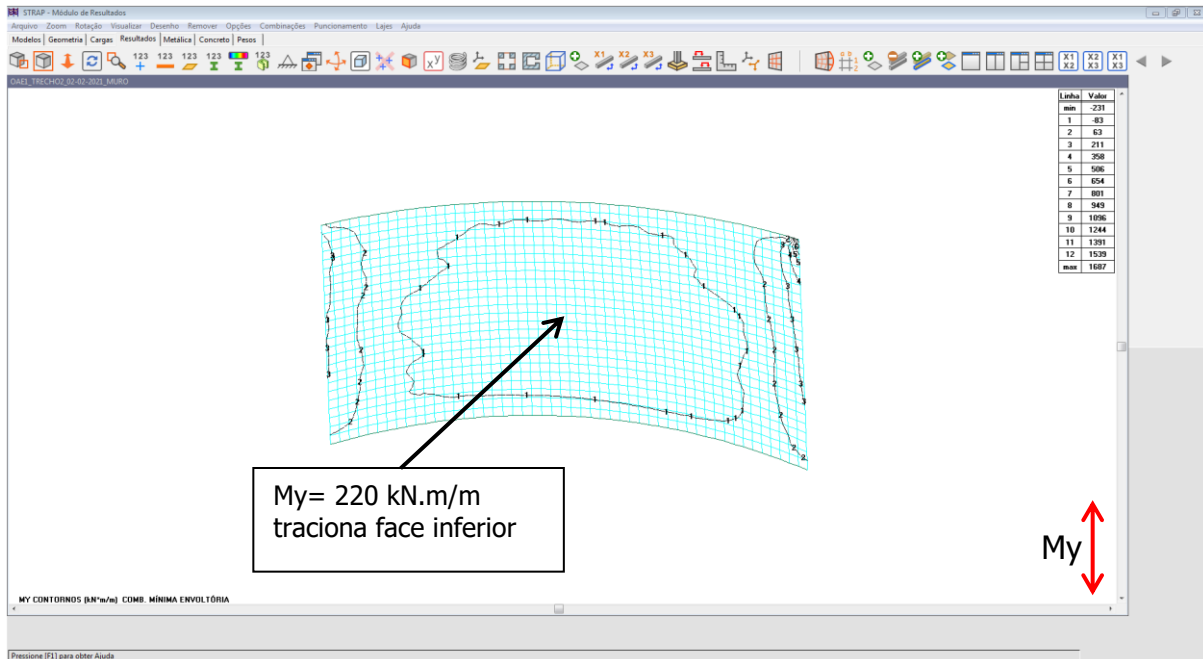 STRAP - Módulo de Resultados
Arquivo Zoom Rotação Visualizar Desenho Remover Opções Combinações Puncionamento Lajes Ajuda
Modelos Geometria Cargas Resultados Metálica Concreto Pesos
OAE1_TRECHO2_02-02-2021_MURO
Linha Valor
min -231
1 -83
2 63
3 211
4 358
5 506
6 654
7 801
8 949
9 1096
10 1244
11 1391
12 1539
max 1687
My= 220 kN.m/m
traciona face inferior
My
MY CONTORNOS (kN*m/m) COMB. MÍNIMA ENVOLTÓRIA
Pressione [F1] para obter Ajuda